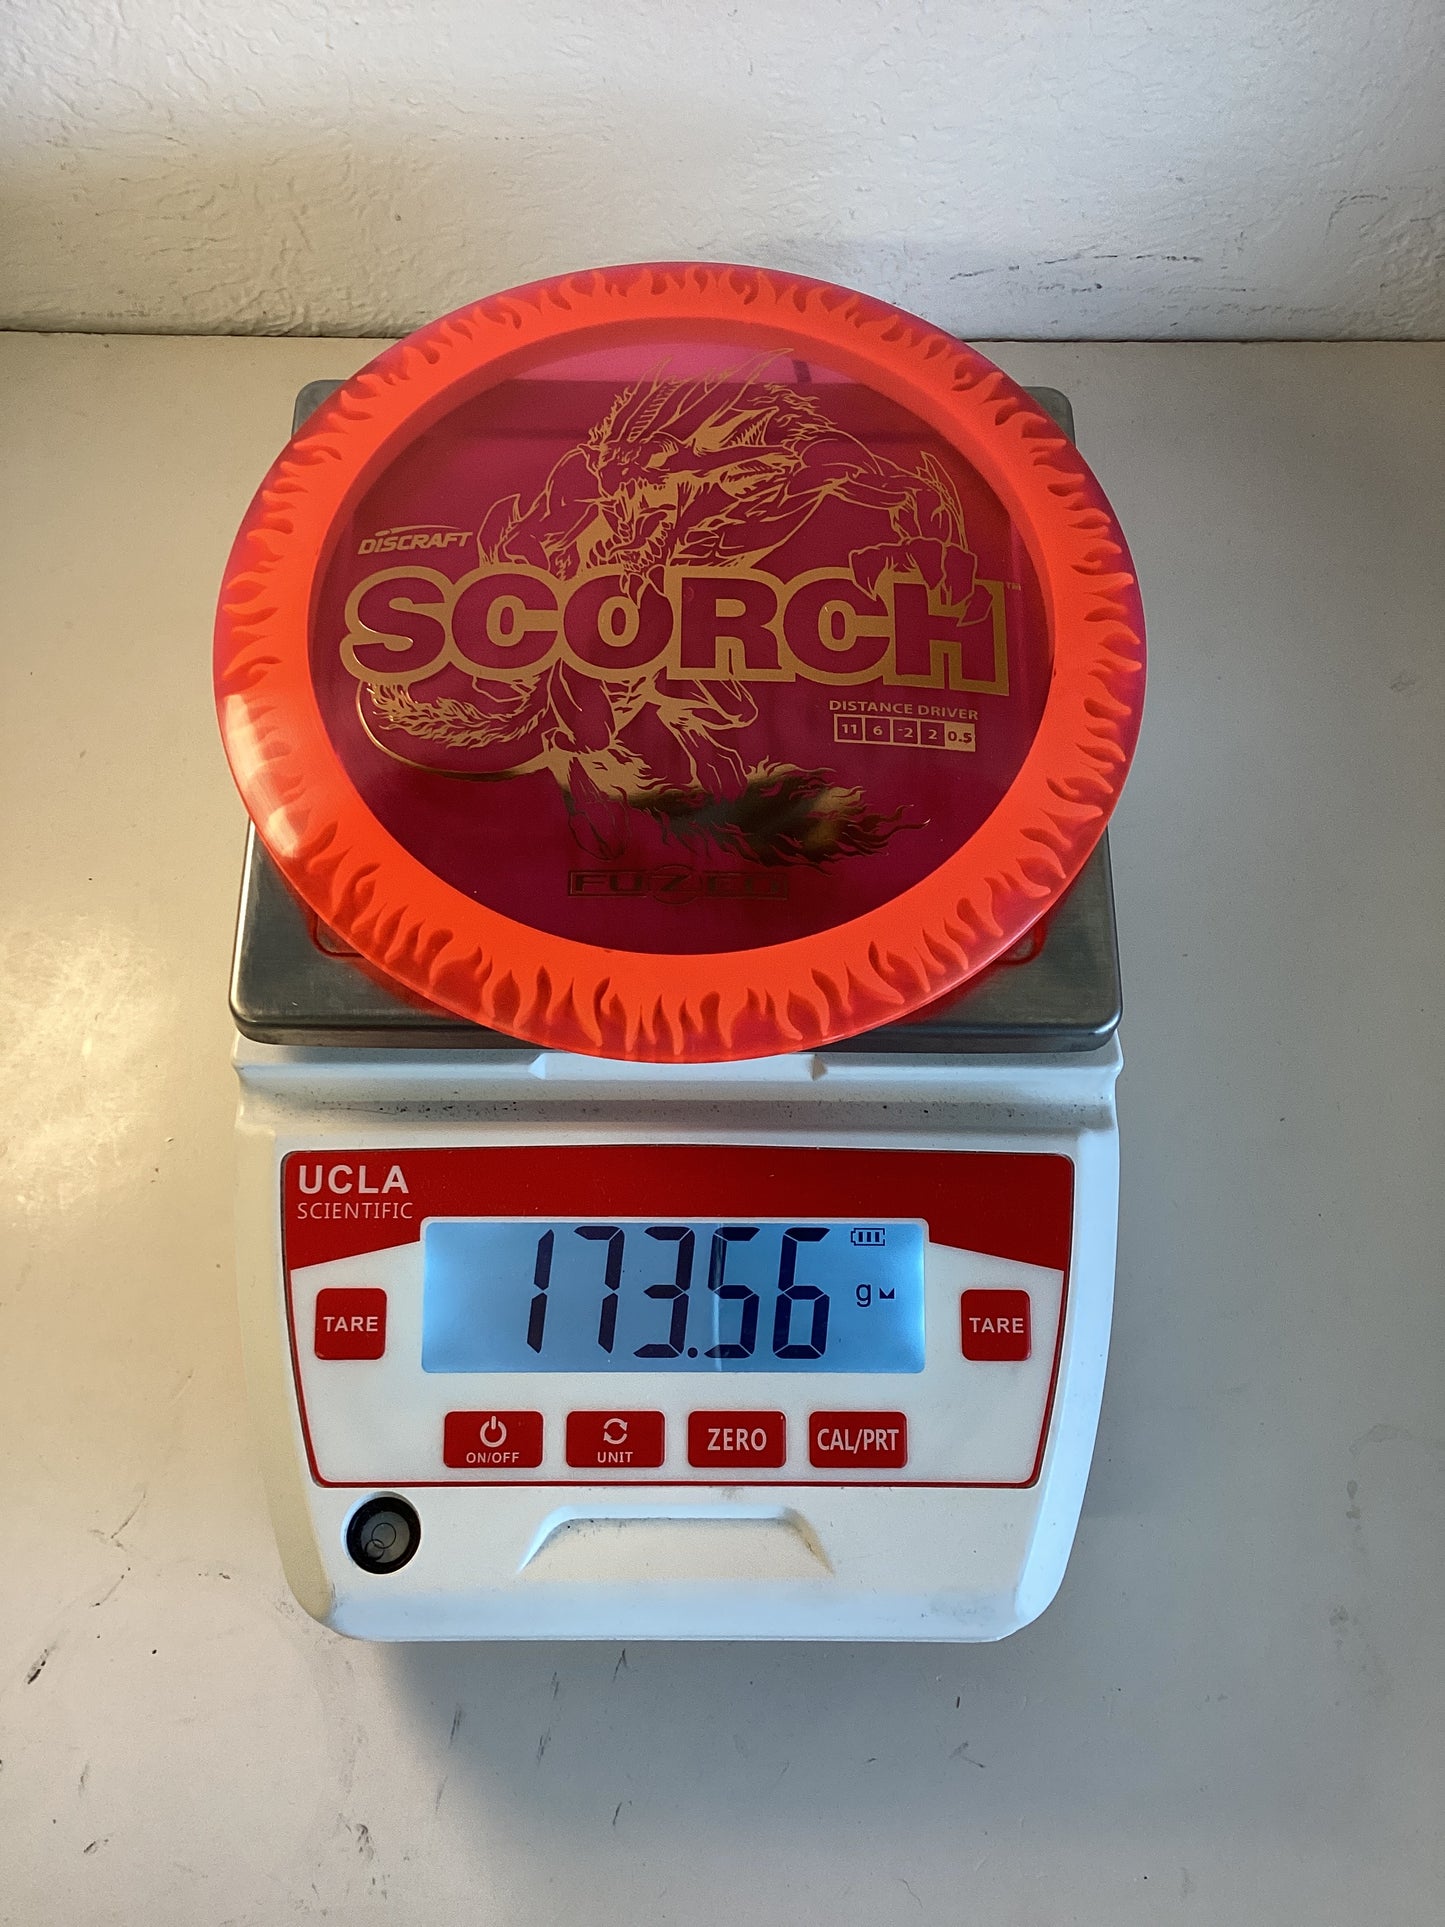 DISCRAFT
SCORCH™
DISTANCE DRIVER
11 6 -2 2 0.5
FUZED
UCLA
SCIENTIFIC
173.56 g
TARE
TARE
ON/OFF
UNIT
ZERO
CAL/PRT